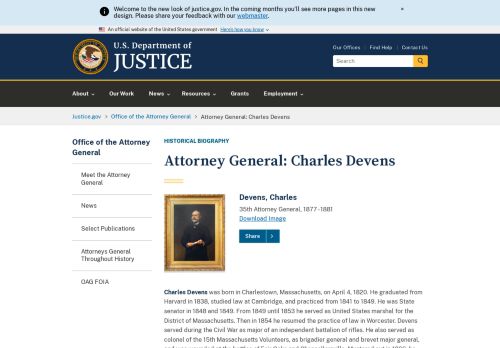 Welcome to the new look of justice.gov. In the coming months you'll see more pages in this new
design. Please share your feedback with our webmaster.
×
An official website of the United States government Here's how you know
U.S. Department of
JUSTICE
Our Offices Find Help Contact Us
Search
About Our Work News Resources Grants Employment
Justice.gov > Office of the Attorney General > Attorney General: Charles Devens
Office of the Attorney
General
Meet the Attorney
General
News
Select Publications
Attorneys General
Throughout History
OAG FOIA
HISTORICAL BIOGRAPHY
Attorney General: Charles Devens
Devens, Charles
35th Attorney General, 1877-1881
Download Image
Share >
Charles Devens was born in Charlestown, Massachusetts, on April 4, 1820. He graduated from
Harvard in 1838, studied law at Cambridge, and practiced from 1841 to 1849. He was State
senator in 1848 and 1849. From 1849 until 1853 he served as United States marshal for the
District of Massachusetts. Then in 1854 he resumed the practice of law in Worcester. Devens
served during the Civil War as major of an independent battalion of rifles. He also served as
colonel of the 15th Massachusetts Volunteers, as brigadier general and brevet major general,